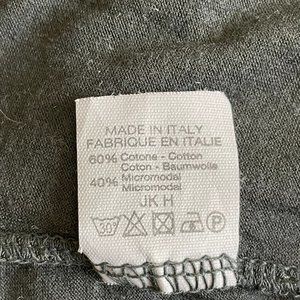 MADE IN ITALY
FABRIQUE EN ITALIE
60% Cotone - Cotton
Coton - Baumwolle
40% Micromodal
Micromodal
JK H
30
P